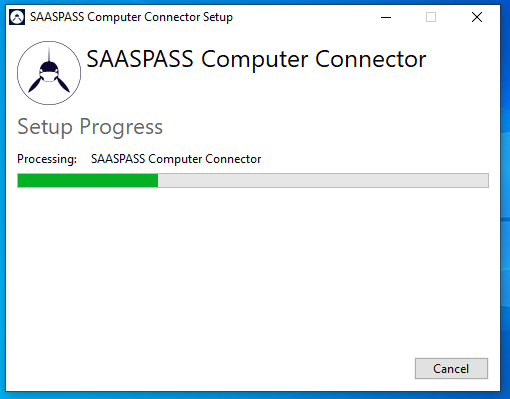 SAASPASS Computer Connector Setup
SAASPASS Computer Connector
Setup Progress
Processing: SAASPASS Computer Connector
Cancel